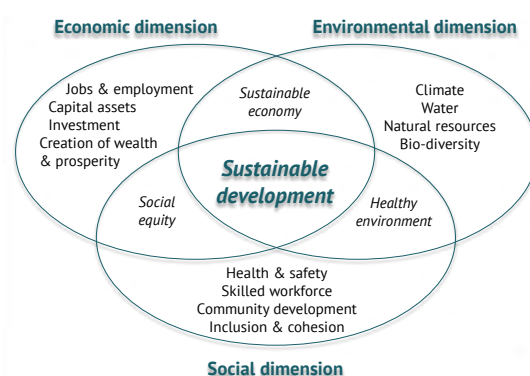 Economic dimension
Environmental dimension
Jobs & employment
Capital assets
Investment
Creation of wealth
& prosperity
Sustainable
economy
Climate
Water
Natural resources
Bio-diversity
Sustainable
development
Social
equity
Healthy
environment
Health & safety
Skilled workforce
Community development
Inclusion & cohesion
Social dimension